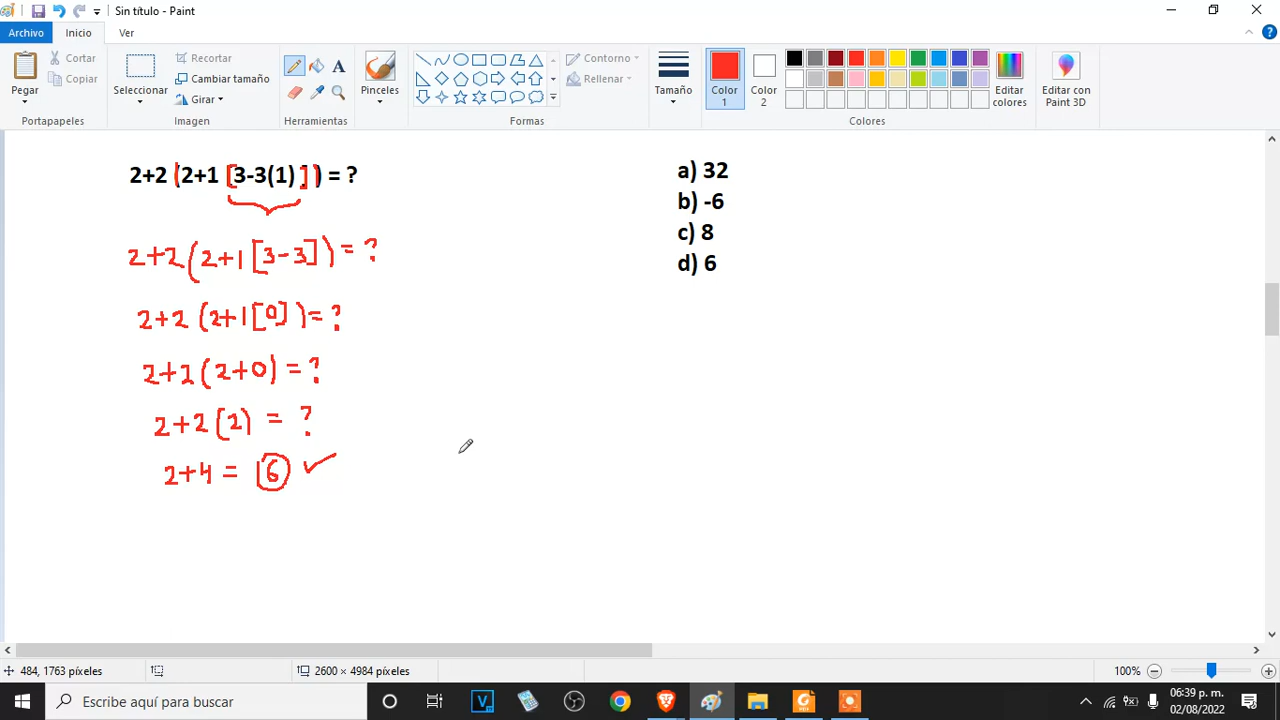 Sin título - Paint
Archivo Inicio Ver
Pegar
Cortar
Copiar
Portapapeles
Seleccionar
Recortar
Cambiar tamaño
Girar
Imagen
A
Herramientas
Pinceles
Contorno
Rellenar
Formas
Tamaño
Color 1
Color 2
Editar colores
Editar con Paint 3D
Colores
2+2 (2+1 [3-3(1) ] ) = ?
2+2(2+1[3-3])=?
2+2(2+1[0])=?
2+2(2+0)=?
2+2(2) = ?
2+4 = 6 ✓
a) 32
b) -6
c) 8
d) 6
484, 1763 píxeles
2600 × 4984 píxeles
100%
Escribe aquí para buscar
06:39 p. m.
02/08/2022